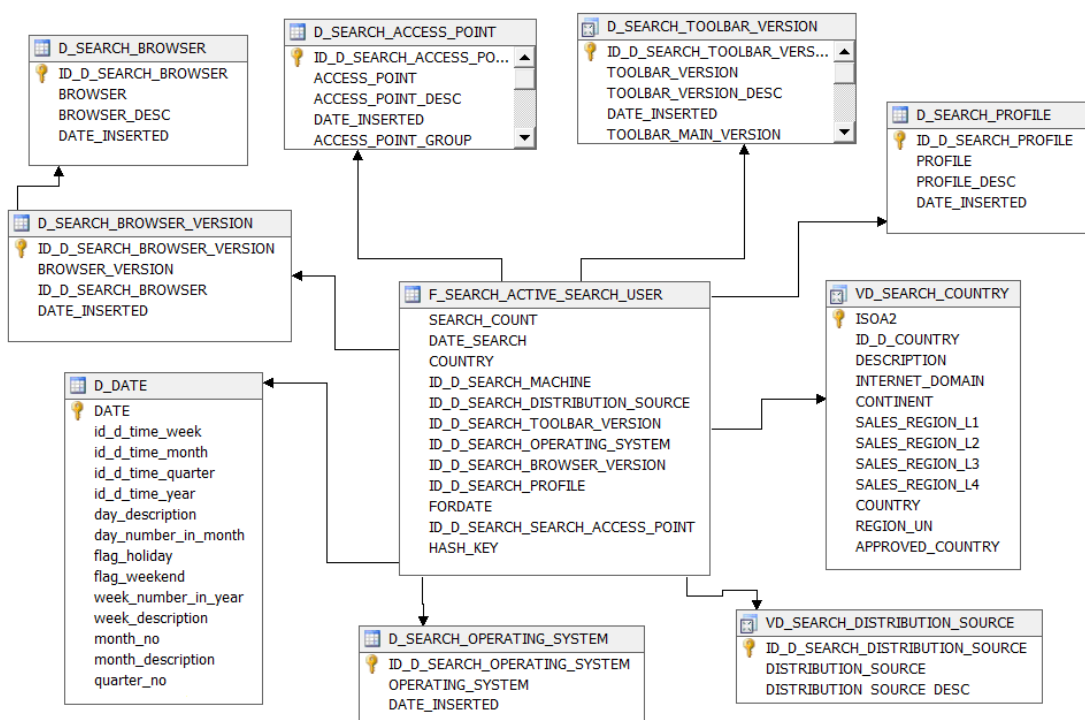 D_SEARCH_BROWSER
ID_D_SEARCH_BROWSER
BROWSER
BROWSER_DESC
DATE_INSERTED
D_SEARCH_ACCESS_POINT
ID_D_SEARCH_ACCESS_PO...
ACCESS_POINT
ACCESS_POINT_DESC
DATE_INSERTED
ACCESS_POINT_GROUP
D_SEARCH_TOOLBAR_VERSION
ID_D_SEARCH_TOOLBAR_VERS...
TOOLBAR_VERSION
TOOLBAR_VERSION_DESC
DATE_INSERTED
TOOLBAR_MAIN_VERSION
D_SEARCH_PROFILE
ID_D_SEARCH_PROFILE
PROFILE
PROFILE_DESC
DATE_INSERTED
D_SEARCH_BROWSER_VERSION
ID_D_SEARCH_BROWSER_VERSION
BROWSER_VERSION
ID_D_SEARCH_BROWSER
DATE_INSERTED
F_SEARCH_ACTIVE_SEARCH_USER
SEARCH_COUNT
DATE_SEARCH
COUNTRY
ID_D_SEARCH_MACHINE
ID_D_SEARCH_DISTRIBUTION_SOURCE
ID_D_SEARCH_TOOLBAR_VERSION
ID_D_SEARCH_OPERATING_SYSTEM
ID_D_SEARCH_BROWSER_VERSION
ID_D_SEARCH_PROFILE
FORDATE
ID_D_SEARCH_SEARCH_ACCESS_POINT
HASH_KEY
VD_SEARCH_COUNTRY
ISOA2
ID_D_COUNTRY
DESCRIPTION
INTERNET_DOMAIN
CONTINENT
SALES_REGION_L1
SALES_REGION_L2
SALES_REGION_L3
SALES_REGION_L4
COUNTRY
REGION_UN
APPROVED_COUNTRY
D_DATE
DATE
id_d_time_week
id_d_time_month
id_d_time_quarter
id_d_time_year
day_description
day_number_in_month
flag_holiday
flag_weekend
week_number_in_year
week_description
month_no
month_description
quarter_no
D_SEARCH_OPERATING_SYSTEM
ID_D_SEARCH_OPERATING_SYSTEM
OPERATING_SYSTEM
DATE_INSERTED
VD_SEARCH_DISTRIBUTION_SOURCE
ID_D_SEARCH_DISTRIBUTION_SOURCE
DISTRIBUTION_SOURCE
DISTRIBUTION_SOURCE_DESC